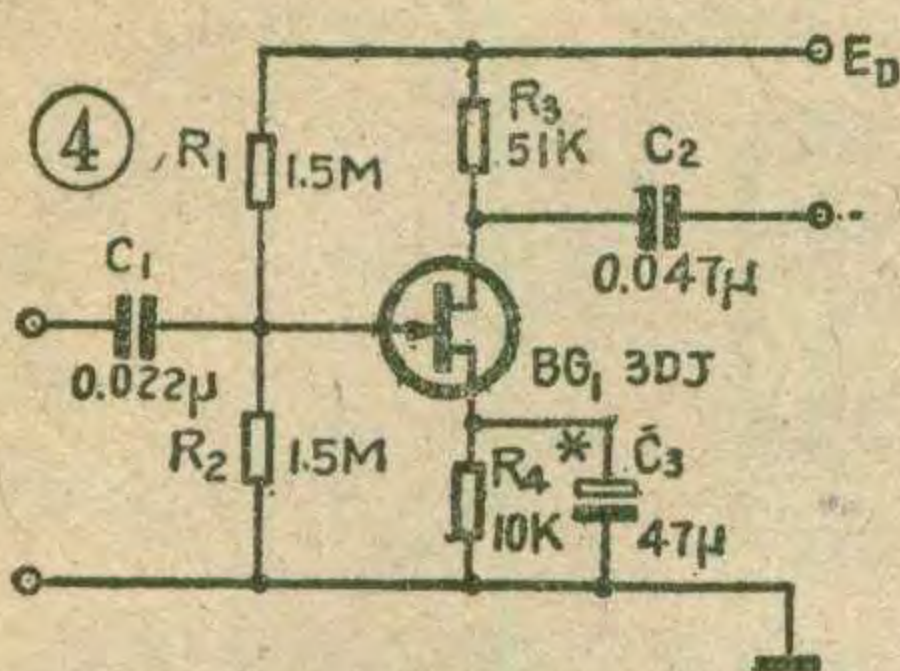 ④
E_D
R₁
1.5M
R₃
51K
C₂
0.047μ
C₁
0.022μ
BG₁ 3DJ
R₂
1.5M
R₄
10K
*
C₃
47μ